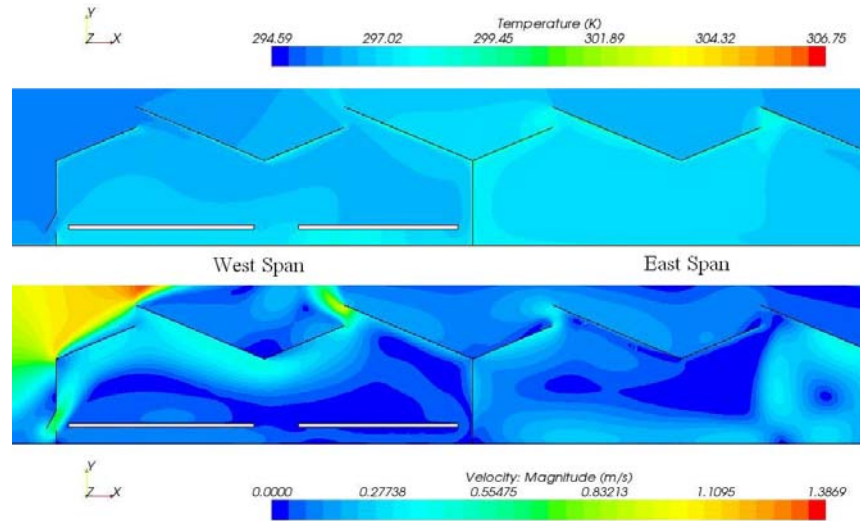 Y
Z X
Temperature (K)
294.59 297.02 299.45 301.89 304.32 306.75
West Span East Span
Y
Z X
Velocity: Magnitude (m/s)
0.0000 0.27738 0.55475 0.83213 1.1095 1.3869